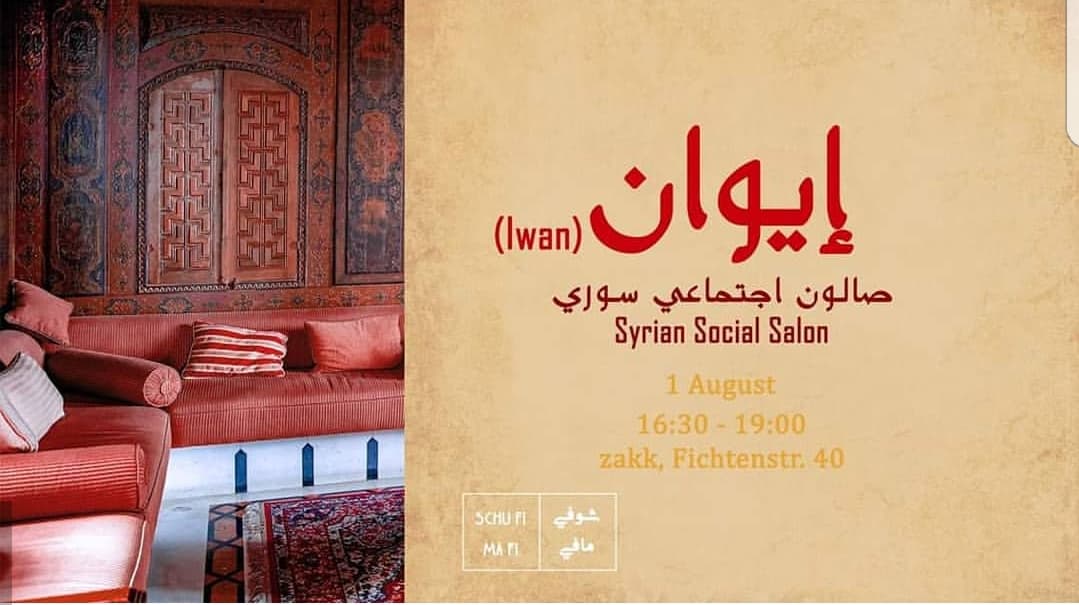 إيوان (Iwan)
صالون اجتماعي سوري
Syrian Social Salon
1 August
16:30 - 19:00
zakk, Fichtenstr. 40
SCHU FI شوفي
MA FI مافي